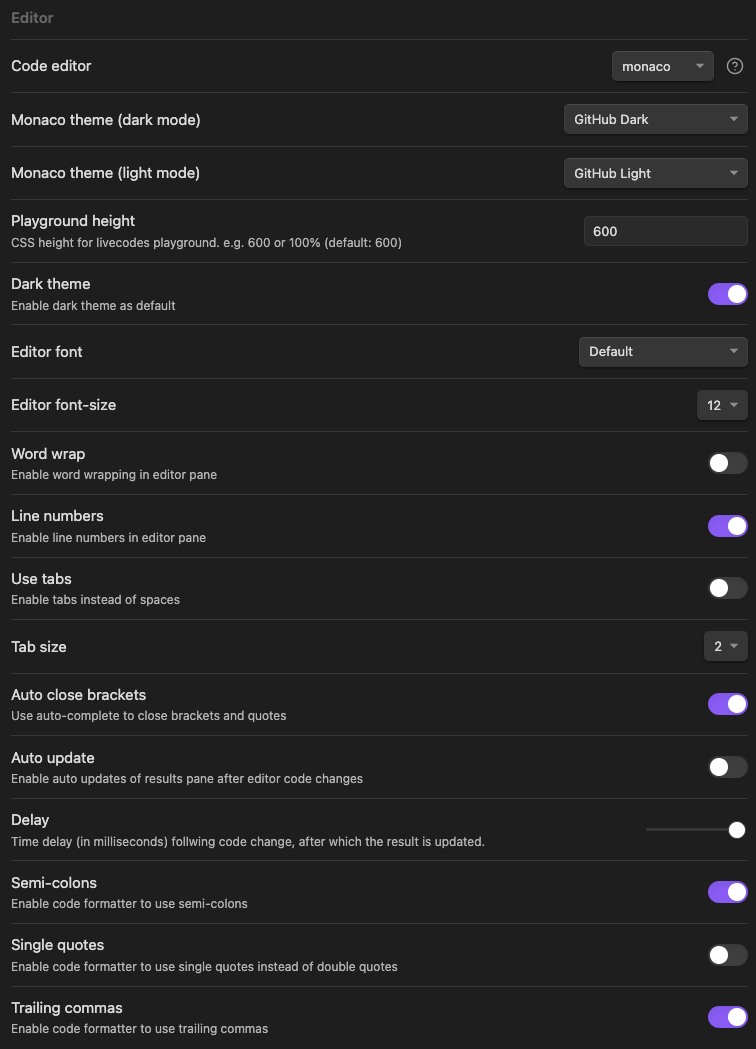 Editor
Code editor
monaco
Monaco theme (dark mode)
GitHub Dark
Monaco theme (light mode)
GitHub Light
Playground height
CSS height for livecodes playground. e.g. 600 or 100% (default: 600)
600
Dark theme
Enable dark theme as default
Editor font
Default
Editor font-size
12
Word wrap
Enable word wrapping in editor pane
Line numbers
Enable line numbers in editor pane
Use tabs
Enable tabs instead of spaces
Tab size
2
Auto close brackets
Use auto-complete to close brackets and quotes
Auto update
Enable auto updates of results pane after editor code changes
Delay
Time delay (in milliseconds) follwing code change, after which the result is updated.
Semi-colons
Enable code formatter to use semi-colons
Single quotes
Enable code formatter to use single quotes instead of double quotes
Trailing commas
Enable code formatter to use trailing commas